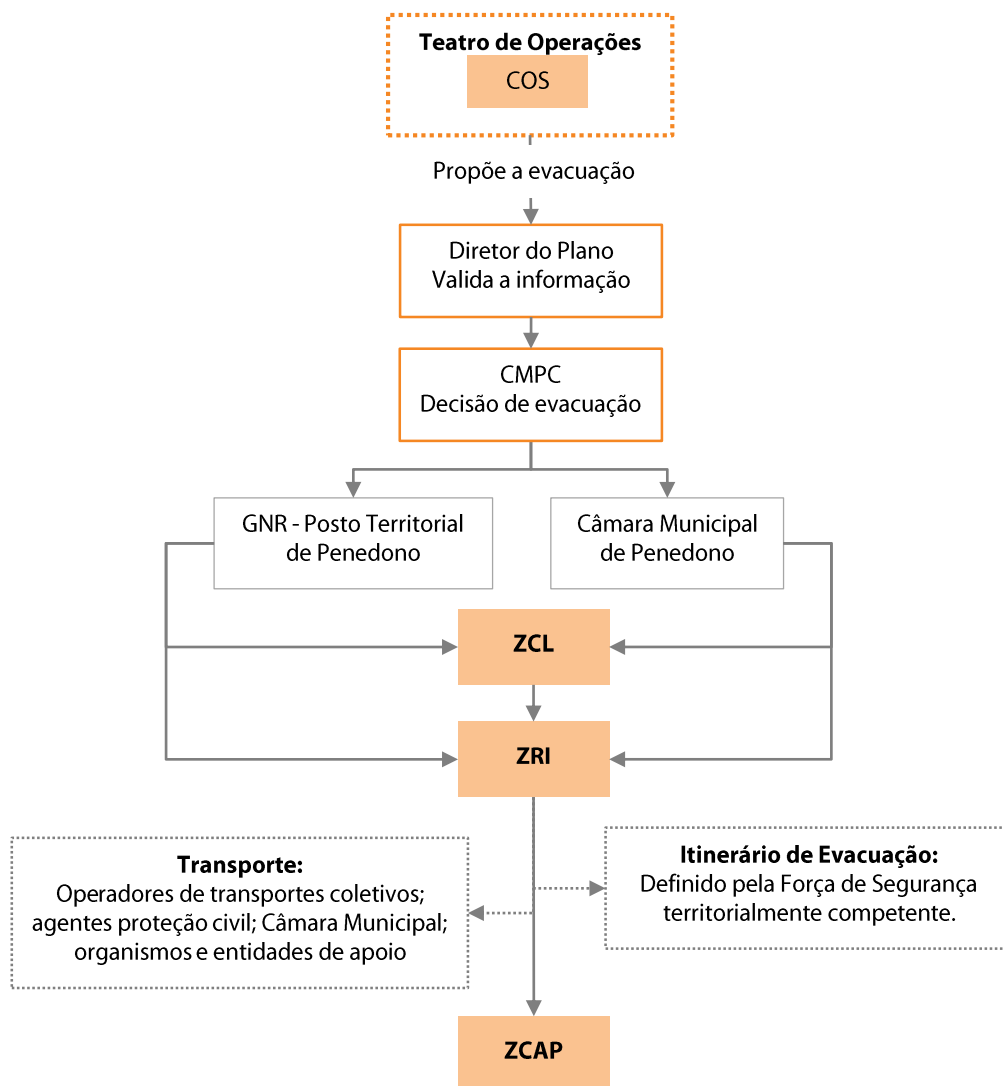 Teatro de Operações
COS
Propõe a evacuação
Diretor do Plano
Valida a informação
CMPC
Decisão de evacuação
GNR - Posto Territorial
de Penedono
Câmara Municipal
de Penedono
ZCL
ZRI
Transporte:
Operadores de transportes coletivos;
agentes proteção civil; Câmara Municipal;
organismos e entidades de apoio
Itinerário de Evacuação:
Definido pela Força de Segurança
territorialmente competente.
ZCAP